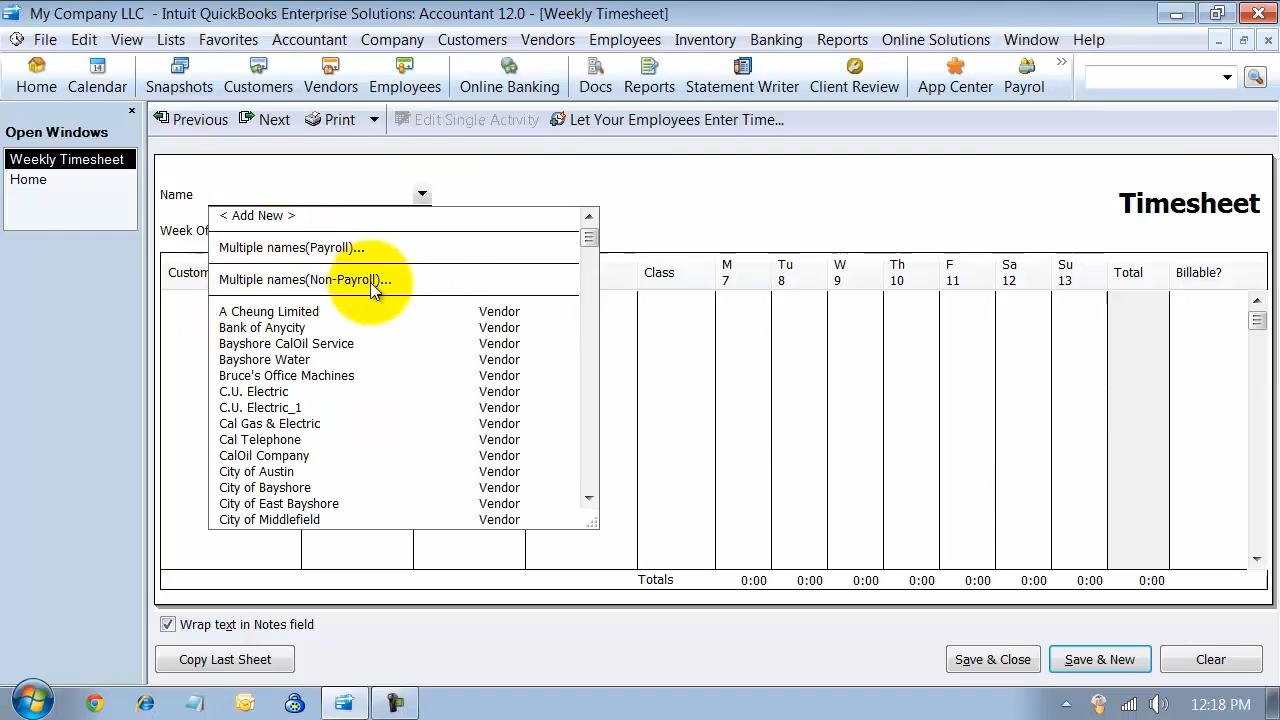 My Company LLC - Intuit QuickBooks Enterprise Solutions: Accountant 12.0 - [Weekly Timesheet]
File Edit View Lists Favorites Accountant Company Customers Vendors Employees Inventory Banking Reports Online Solutions Window Help
Home Calendar Snapshots Customers Vendors Employees Online Banking Docs Reports Statement Writer Client Review App Center Payrol
Open Windows
Weekly Timesheet
Home
Previous Next Print Edit Single Activity Let Your Employees Enter Time...
Name
Timesheet
Week Of
< Add New >
Multiple names(Payroll)...
Multiple names(Non-Payroll)...
A Cheung Limited Vendor
Bank of Anycity Vendor
Bayshore CalOil Service Vendor
Bayshore Water Vendor
Bruce's Office Machines Vendor
C.U. Electric Vendor
C.U. Electric_1 Vendor
Cal Gas & Electric Vendor
Cal Telephone Vendor
CalOil Company Vendor
City of Austin Vendor
City of Bayshore Vendor
City of East Bayshore Vendor
City of Middlefield Vendor
Custom Class M Tu W Th F Sa Su Total Billable?
7 8 9 10 11 12 13
Totals 0:00 0:00 0:00 0:00 0:00 0:00 0:00 0:00
Wrap text in Notes field
Copy Last Sheet Save & Close Save & New Clear
12:18 PM